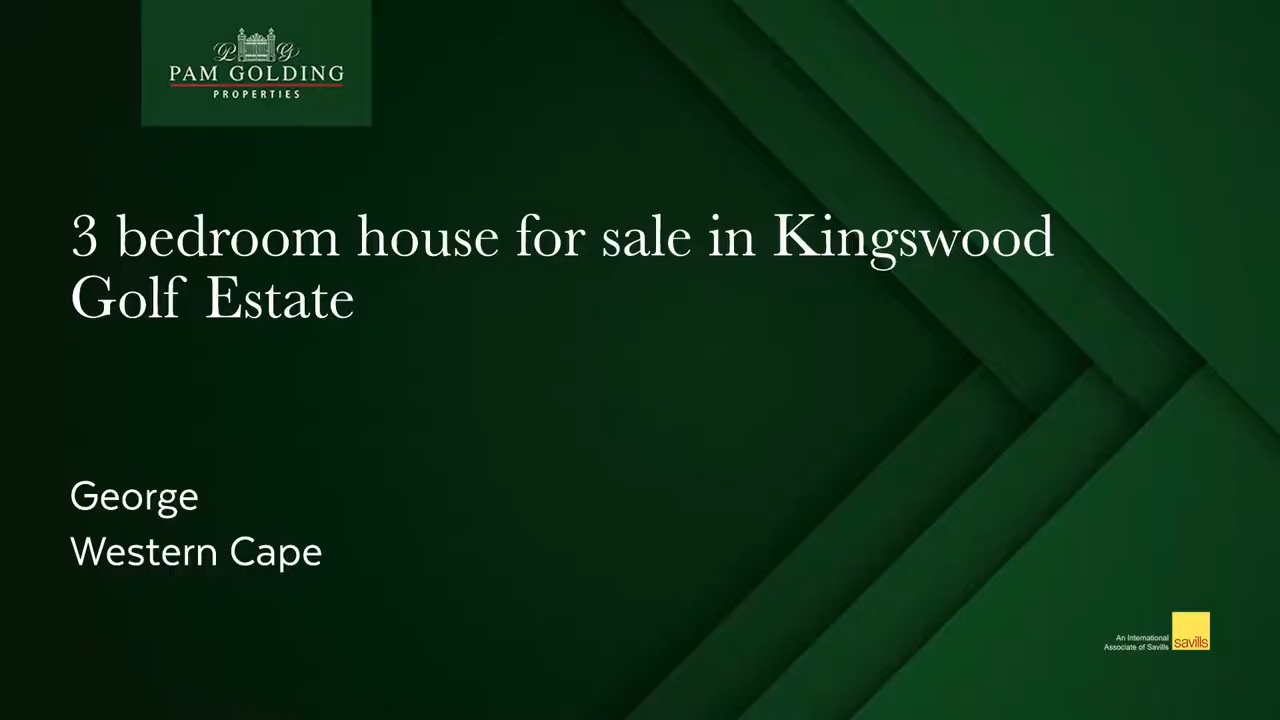 PAM GOLDING
PROPERTIES
3 bedroom house for sale in Kingswood
Golf Estate
George
Western Cape
An International
Associate of Savills
savills